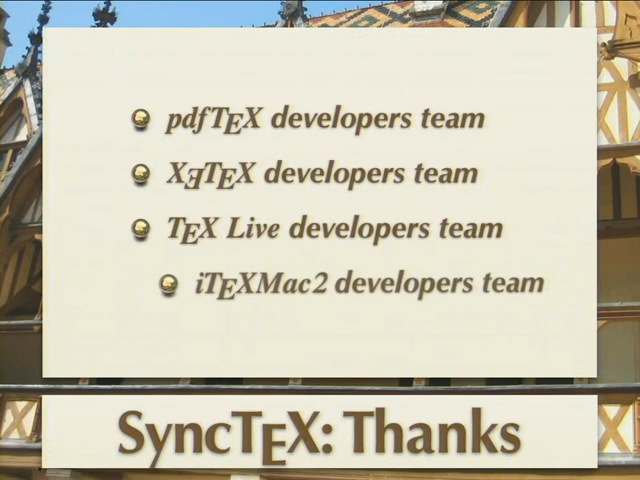 pdfTEX developers team
XƎTEX developers team
TEX Live developers team
iTEXMac2 developers team
SyncTEX: Thanks